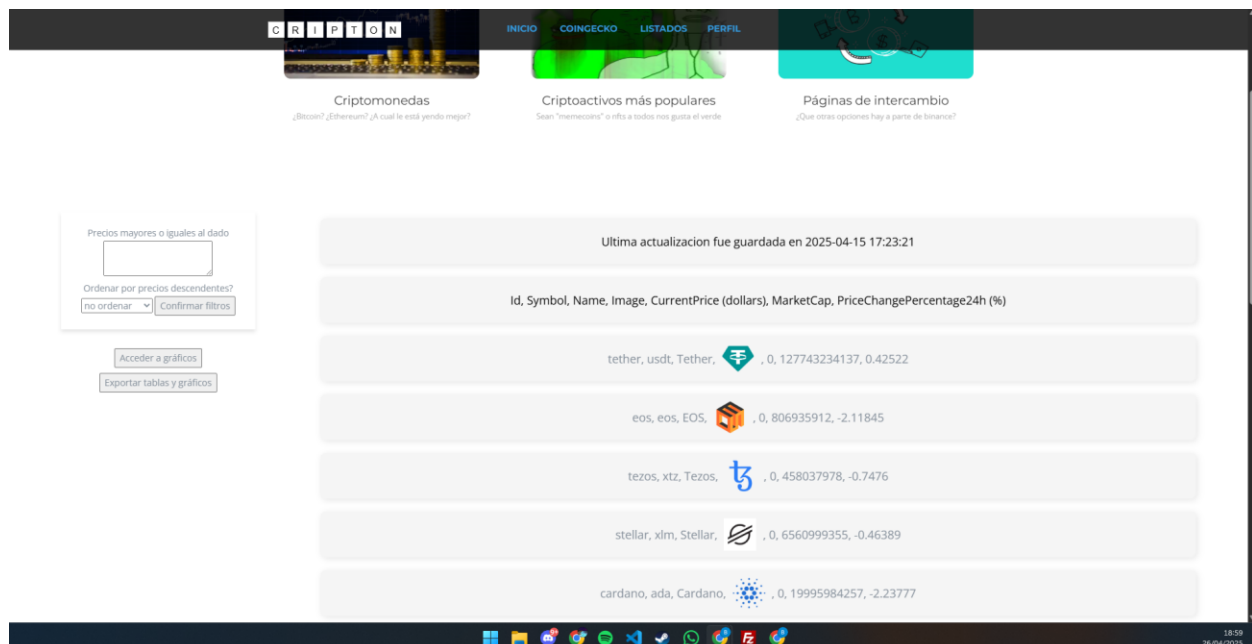 CRIPTON INICIO COINGECKO LISTADOS PERFIL
Criptomonedas
¿Bitcoin? ¿Ethereum? ¿A cual le está yendo mejor?
Criptoactivos más populares
Sean "memecoins" o nfts a todos nos gusta el verde
Páginas de intercambio
¿Que otras opciones hay a parte de binance?
Precios mayores o iguales al dado
Ordenar por precios descendentes?
no ordenar Confirmar filtros
Acceder a gráficos
Exportar tablas y gráficos
Ultima actualizacion fue guardada en 2025-04-15 17:23:21
Id, Symbol, Name, Image, CurrentPrice (dollars), MarketCap, PriceChangePercentage24h (%)
tether, usdt, Tether, , 0, 127743234137, 0.42522
eos, eos, EOS, , 0, 806935912, -2.11845
tezos, xtz, Tezos, , 0, 458037978, -0.7476
stellar, xlm, Stellar, , 0, 6560999355, -0.46389
cardano, ada, Cardano, , 0, 19995984257, -2.23777
18:59
26/04/2025